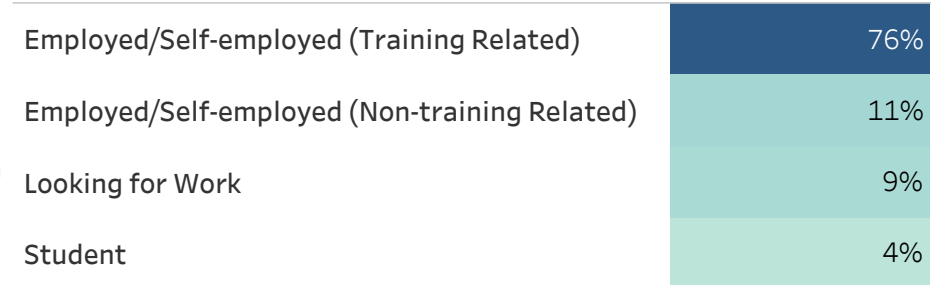 Employed/Self-employed (Training Related) 76%
Employed/Self-employed (Non-training Related) 11%
Looking for Work 9%
Student 4%